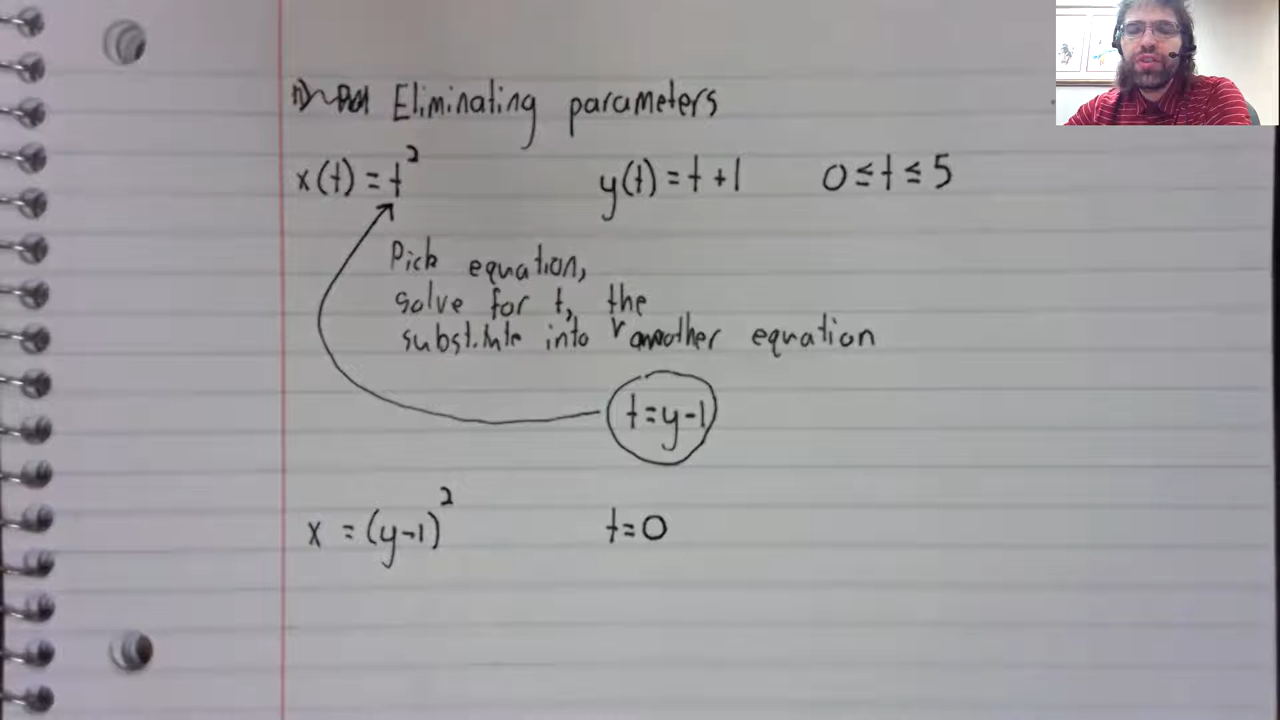 Eliminating parameters
x(t) = t² y(t) = t + 1 0 ≤ t ≤ 5
Pick equation,
solve for t, the
substitute into another equation
t = y - 1
x = (y - 1)² t = 0